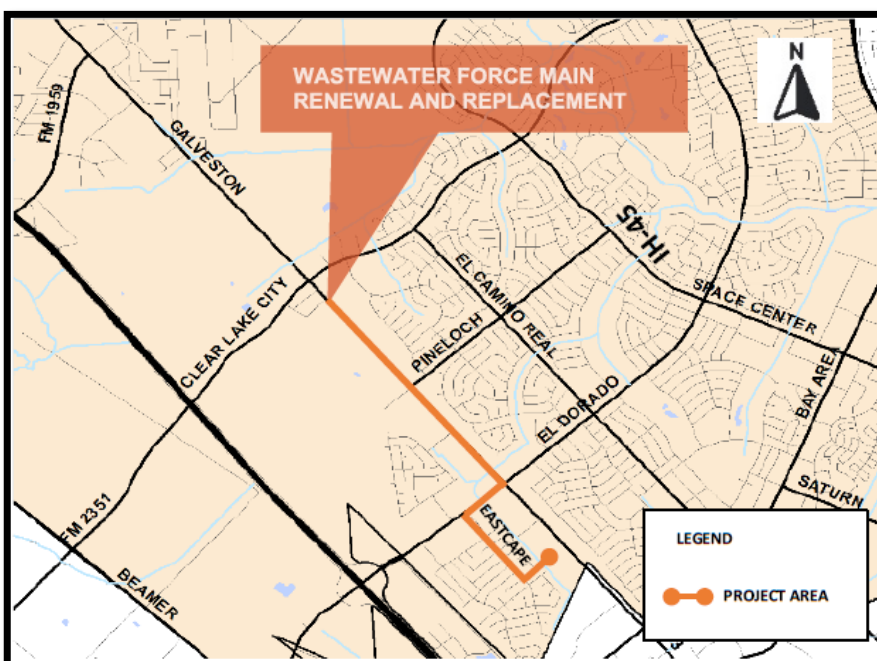 WASTEWATER FORCE MAIN
RENEWAL AND REPLACEMENT
N
FM 1959
GALVESTON
IH-45
EL CAMINO REAL
SPACE CENTER
CLEAR LAKE CITY
PINELOCH
BAY AREA
EL DORADO
SATURN
FM 2351
EASTCAPE
BEAMER
LEGEND
PROJECT AREA